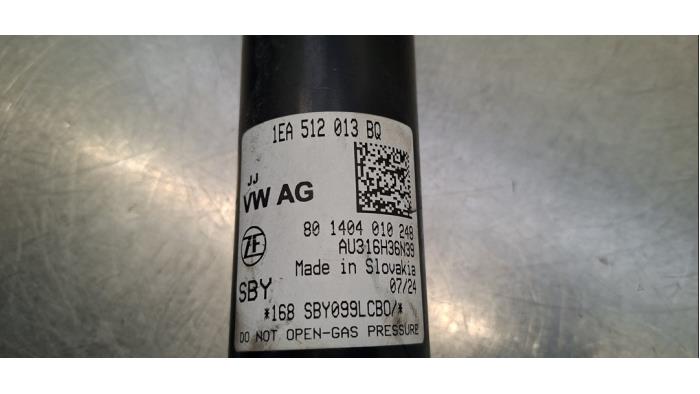 1EA 512 013 BQ
JJ
VW AG
80 1404 010 248
ZF
AU316H36N39
Made in Slovakia
SBY
07/24
*168 SBY099LCBO/*
DO NOT OPEN-GAS PRESSURE